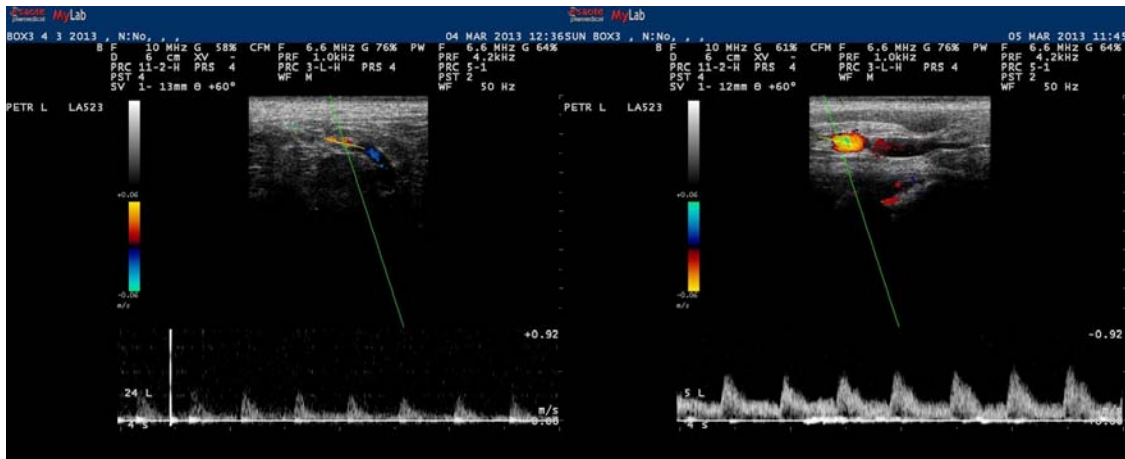 esaote MyLab
BOX3 4 3 2013 , N:No, , , 04 MAR 2013 12:36
B F 10 MHz G 58% CFM F 6.6 MHz G 76% PW F 6.6 MHz G 64%
D 6 cm XV - PRF 1.0kHz PRF 4.2kHz
PRC 11-2-H PRS 4 PRC 3-L-H PRS 4 PRC 5-1
PST 4 WF M PST 2
SV 1- 13mm θ +60° WF 50 Hz
PETR L LA523
+0.06
-0.06
m/s
+0.92
24 L
m/s
4 s 0.00
esaote MyLab
SUN BOX3 , N:No, , , 05 MAR 2013 11:45
B F 10 MHz G 61% CFM F 6.6 MHz G 76% PW F 6.6 MHz G 64%
D 6 cm XV - PRF 1.0kHz PRF 4.2kHz
PRC 11-2-H PRS 4 PRC 3-L-H PRS 4 PRC 5-1
PST 4 WF M PST 2
SV 1- 12mm θ +60° WF 50 Hz
PETR L LA523
+0.06
-0.06
m/s
-0.92
5 L
m/s
4 s +0.00